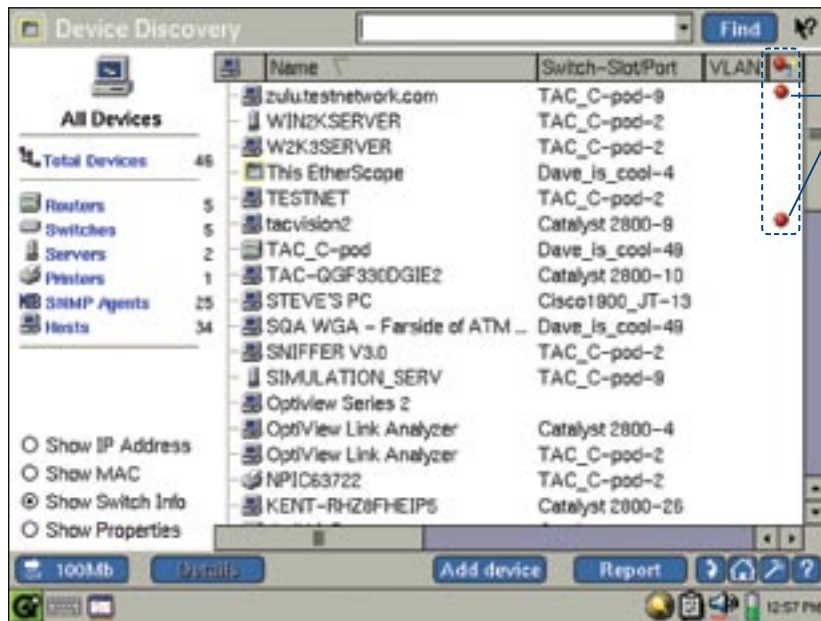 Device Discovery
Find
Name Switch-Slot/Port VLAN
All Devices
Total Devices 46
Routers 5
Switches 5
Servers 2
Printers 1
SNMP Agents 25
Hosts 34
Show IP Address
Show MAC
Show Switch Info
Show Properties
zulu.testnetwork.com TAC_C-pod-9
WIN2KSERVER TAC_C-pod-2
W2K3SERVER TAC_C-pod-2
This EtherScope Dave_is_cool-4
TESTNET TAC_C-pod-2
tacvision2 Catalyst 2800-9
TAC_C-pod Dave_is_cool-49
TAC-QGF330DGIE2 Catalyst 2800-10
STEVE'S PC Cisco1900_JT-13
SQA WGA - Farside of ATM ... Dave_is_cool-49
SNIFFER V3.0 TAC_C-pod-2
SIMULATION_SERV TAC_C-pod-9
Optiview Series 2
OptiView Link Analyzer Catalyst 2800-4
OptiView Link Analyzer TAC_C-pod-2
NPIC63722 TAC_C-pod-2
KENT-RHZ8FHEIP5 Catalyst 2800-26
100Mb Details Add device Report ?
12:57 PM